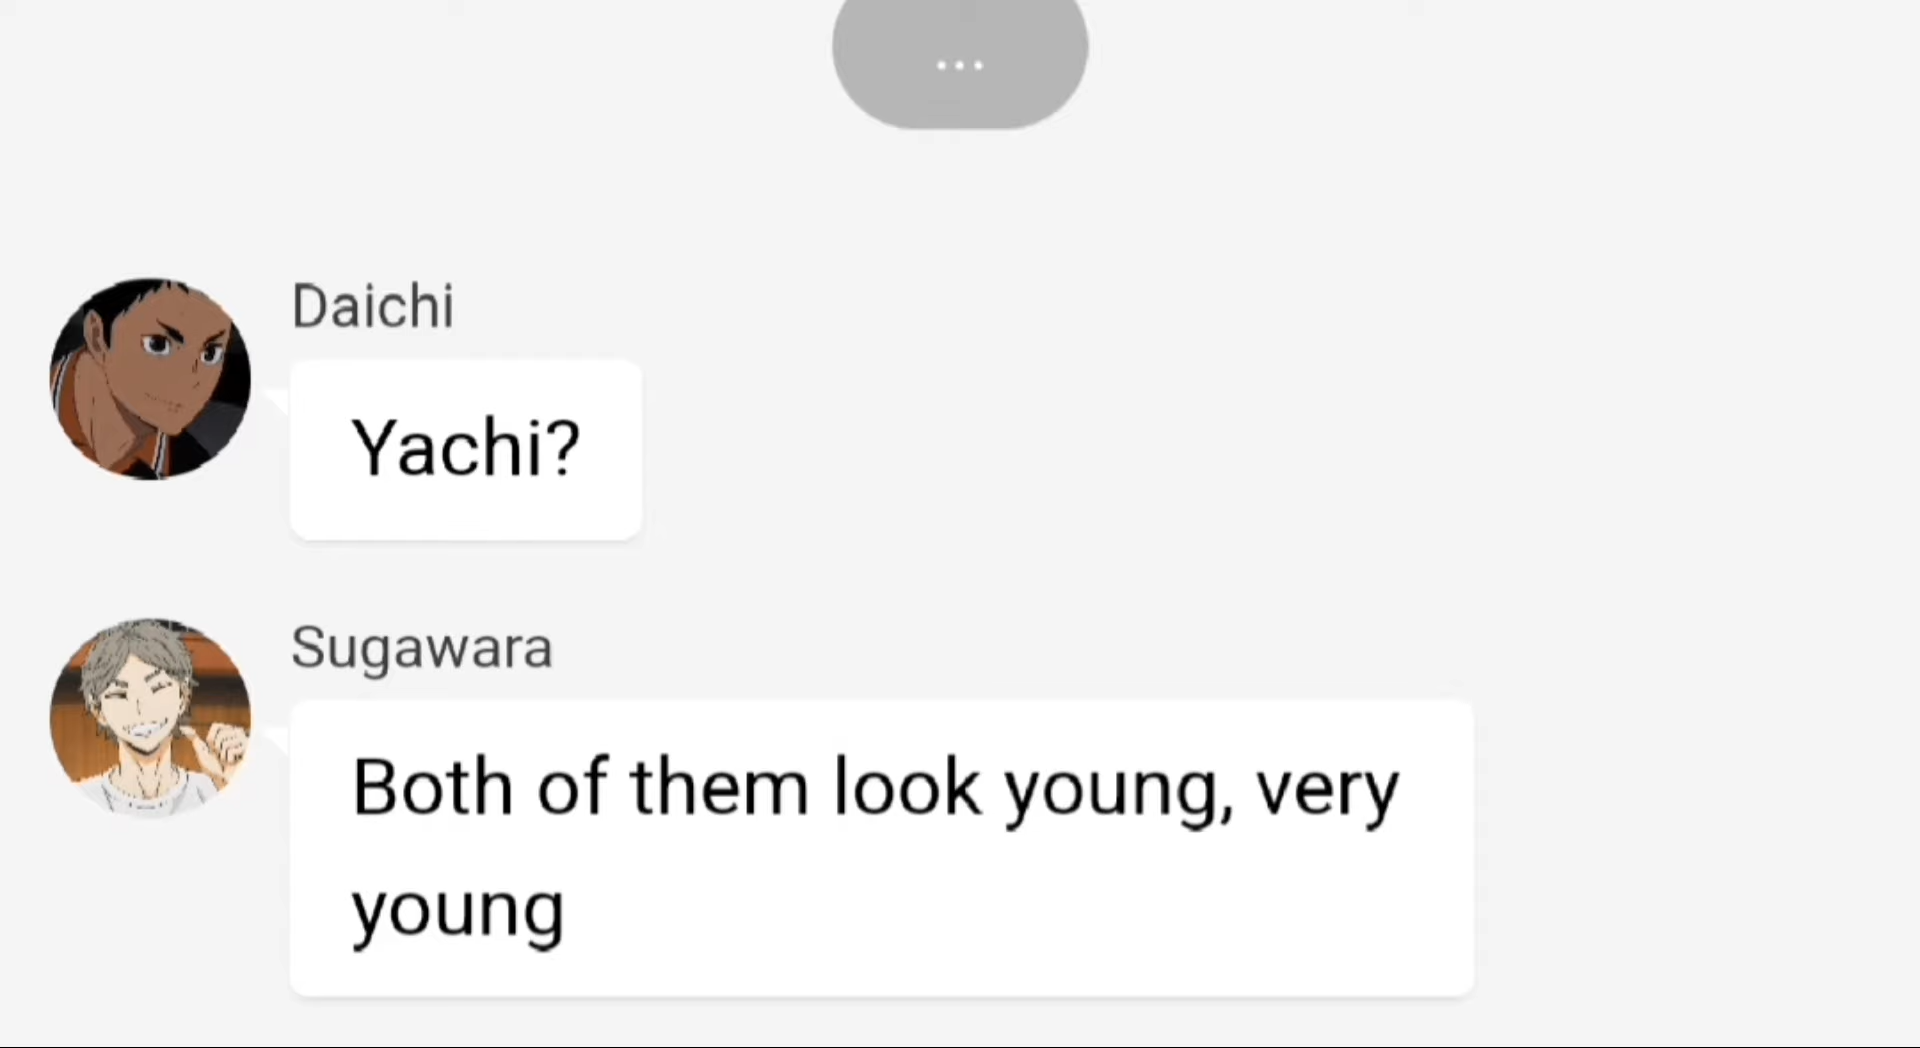 ...
Daichi
Yachi?
Sugawara
Both of them look young, very
young